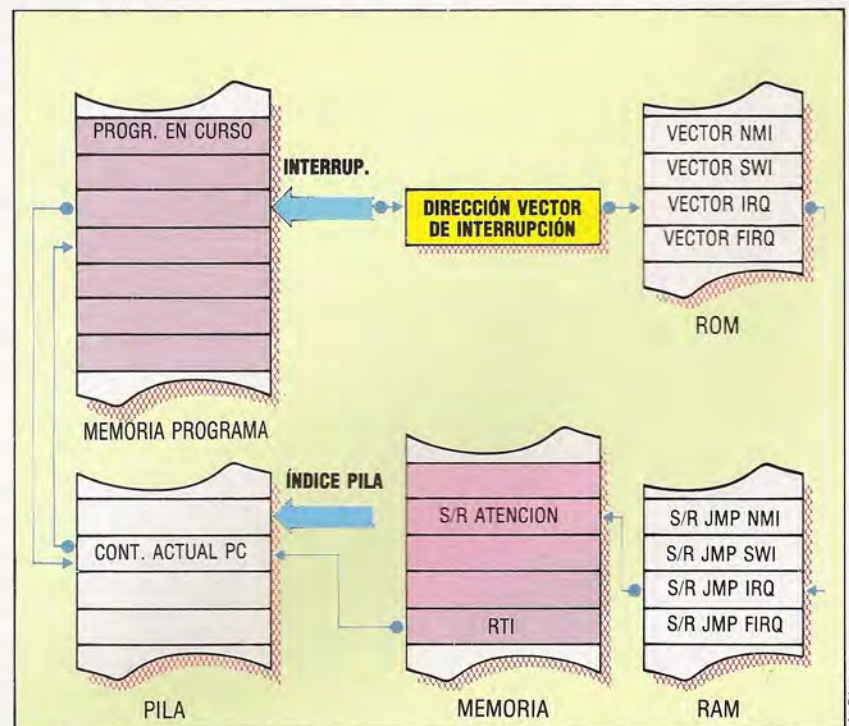 PROGR. EN CURSO
INTERRUP.
DIRECCIÓN VECTOR
DE INTERRUPCIÓN
VECTOR NMI
VECTOR SWI
VECTOR IRQ
VECTOR FIRQ
ROM
MEMORIA PROGRAMA
ÍNDICE PILA
CONT. ACTUAL PC
PILA
S/R ATENCION
RTI
MEMORIA
S/R JMP NMI
S/R JMP SWI
S/R JMP IRQ
S/R JMP FIRQ
RAM